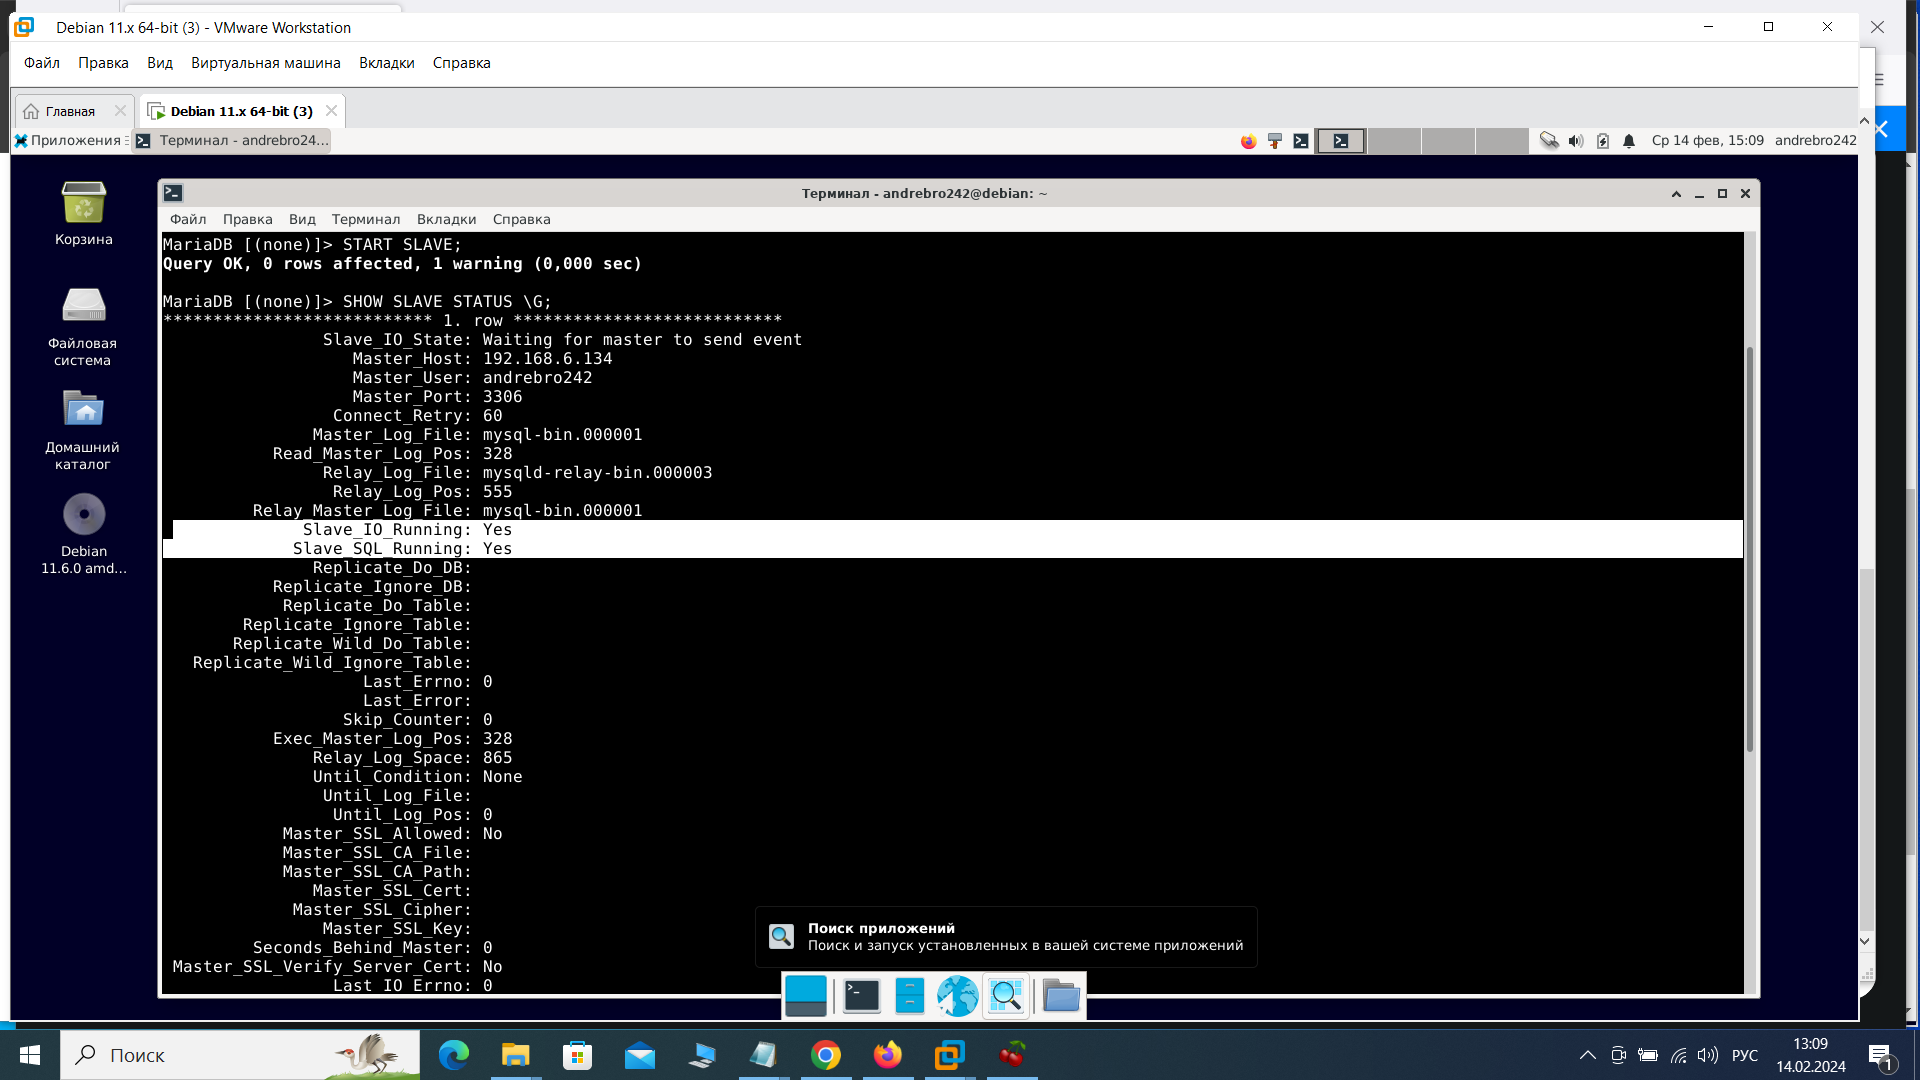 Debian 11.x 64-bit (3) - VMware Workstation
Файл Правка Вид Виртуальная машина Вкладки Справка
Главная Debian 11.x 64-bit (3)
Приложения Терминал - andrebro24... Ср 14 фев, 15:09 andrebro242
Корзина
Файловая система
Домашний каталог
Debian 11.6.0 amd...
Терминал - andrebro242@debian: ~
Файл Правка Вид Терминал Вкладки Справка
MariaDB [(none)]> START SLAVE;
Query OK, 0 rows affected, 1 warning (0,000 sec)
MariaDB [(none)]> SHOW SLAVE STATUS \G;
*************************** 1. row ***************************
Slave_IO_State: Waiting for master to send event
Master_Host: 192.168.6.134
Master_User: andrebro242
Master_Port: 3306
Connect_Retry: 60
Master_Log_File: mysql-bin.000001
Read_Master_Log_Pos: 328
Relay_Log_File: mysqld-relay-bin.000003
Relay_Log_Pos: 555
Relay_Master_Log_File: mysql-bin.000001
Slave_IO_Running: Yes
Slave_SQL_Running: Yes
Replicate_Do_DB:
Replicate_Ignore_DB:
Replicate_Do_Table:
Replicate_Ignore_Table:
Replicate_Wild_Do_Table:
Replicate_Wild_Ignore_Table:
Last_Errno: 0
Last_Error:
Skip_Counter: 0
Exec_Master_Log_Pos: 328
Relay_Log_Space: 865
Until_Condition: None
Until_Log_File:
Until_Log_Pos: 0
Master_SSL_Allowed: No
Master_SSL_CA_File:
Master_SSL_CA_Path:
Master_SSL_Cert:
Master_SSL_Cipher:
Master_SSL_Key:
Seconds_Behind_Master: 0
Master_SSL_Verify_Server_Cert: No
Last_IO_Errno: 0
Поиск приложений
Поиск и запуск установленных в вашей системе приложений
Поиск
РУС
13:09
14.02.2024
1